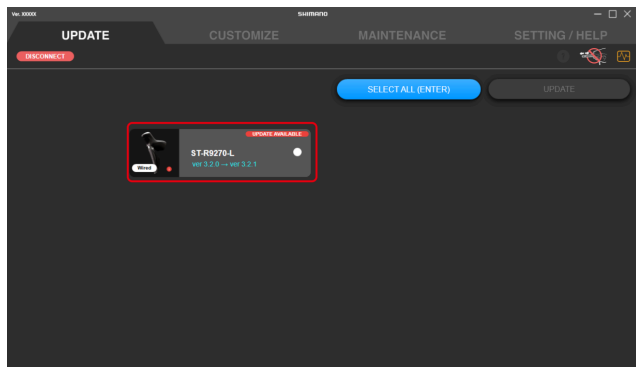 Ver. XXXXX
SHIMANO
UPDATE
CUSTOMIZE
MAINTENANCE
SETTING / HELP
DISCONNECT
SELECT ALL (ENTER)
UPDATE
UPDATE AVAILABLE
ST-R9270-L
ver 3.2.0 → ver 3.2.1
Wired